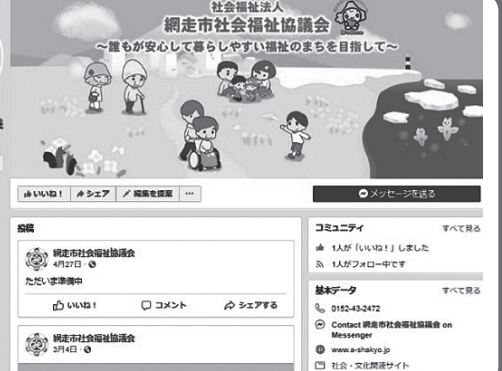 社会福祉法人
網走市社会福祉協議会
～誰もが安心して暮らしやすい福祉のまちを目指して～
いいね！
シェア
編集を提案
メッセージを送る
投稿
網走市社会福祉協議会
4月27日
ただいま準備中
いいね！
コメント
シェアする
網走市社会福祉協議会
3月4日
コミュニティ
すべて見る
1人が「いいね！」しました
1人がフォロー中です
基本データ
すべて見る
0152-43-2472
Contact 網走市社会福祉協議会 on
Messenger
www.a-shakyo.jp
社会・文化関連サイト